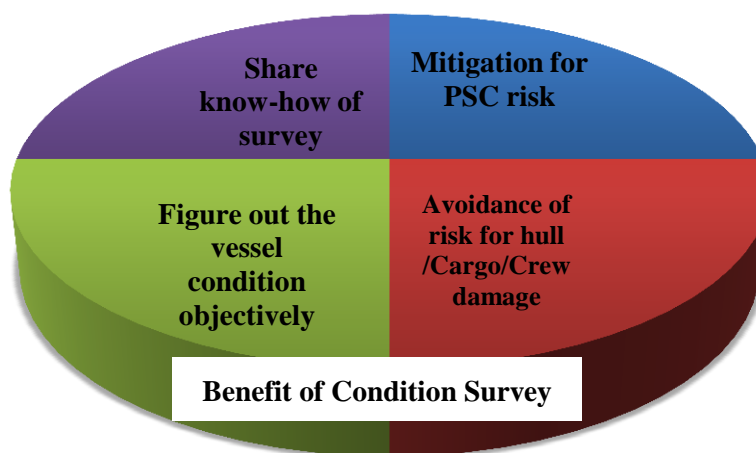 Share
know-how of
survey
Mitigation for
PSC risk
Figure out the
vessel
condition
objectively
Avoidance of
risk for hull
/Cargo/Crew
damage
Benefit of Condition Survey